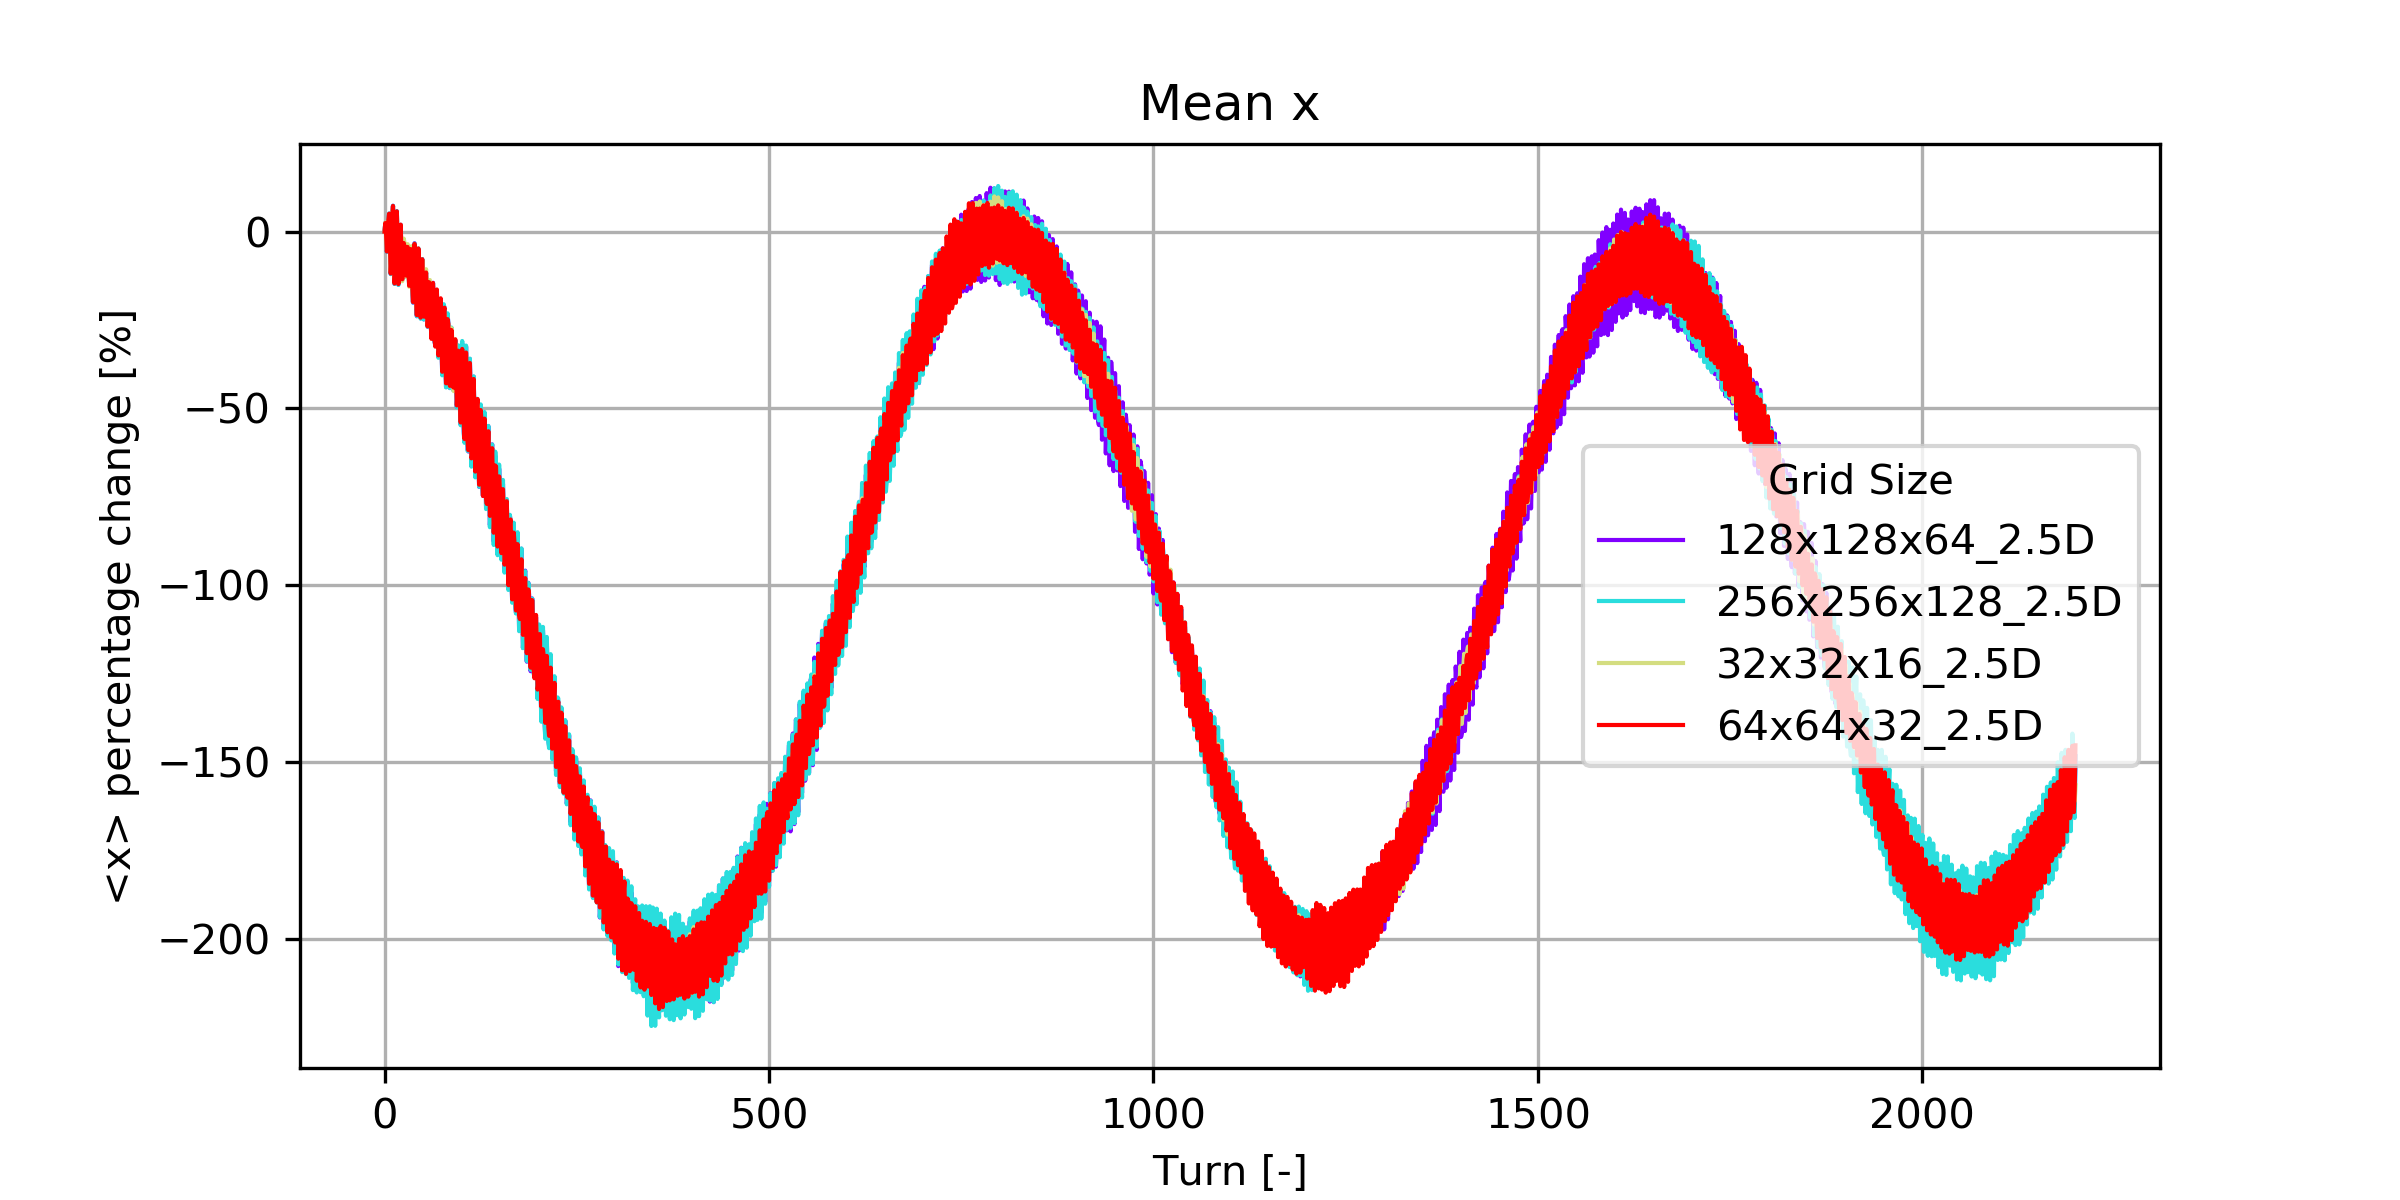 Mean x
<x> percentage change [%]
0
−50
−100
−150
−200
Grid Size
128x128x64_2.5D
256x256x128_2.5D
32x32x16_2.5D
64x64x32_2.5D
0 500 1000 1500 2000
Turn [-]